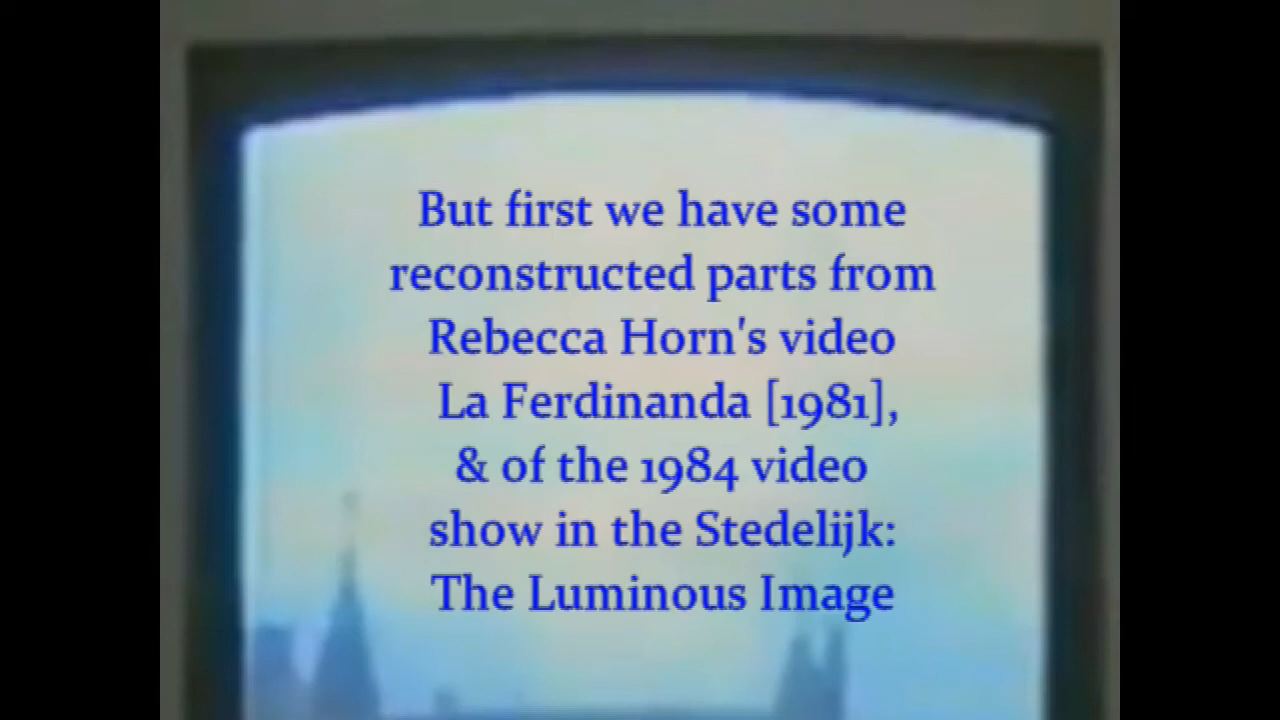 But first we have some
reconstructed parts from
Rebecca Horn's video
La Ferdinanda [1981],
& of the 1984 video
show in the Stedelijk:
The Luminous Image